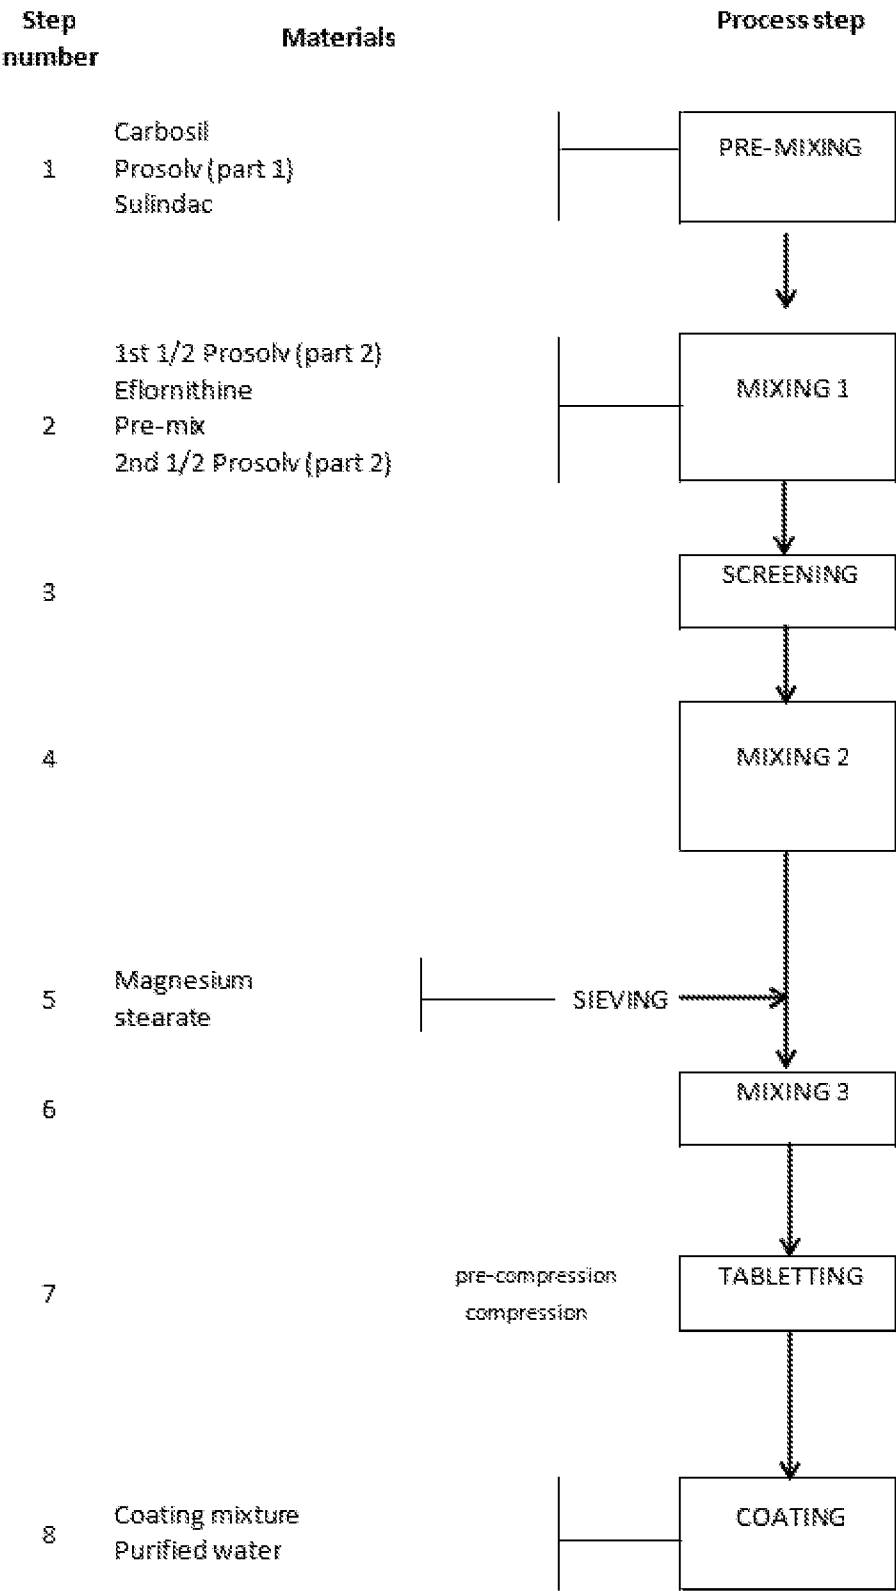 Step number Materials Process step
Carbosil
1 Prosolv (part 1)
Sulindac
PRE-MIXING
1st 1/2 Prosolv (part 2)
Eflornithine
2 Pre-mix
2nd 1/2 Prosolv (part 2)
MIXING 1
3 SCREENING
4 MIXING 2
5 Magnesium
stearate
SIEVING
6 MIXING 3
7 pre-compression
compression
TABLETTING
8 Coating mixture
Purified water
COATING